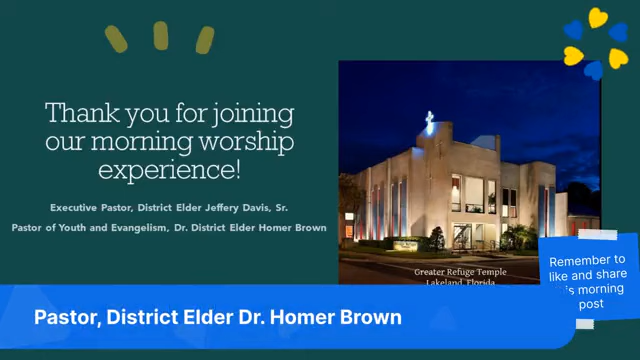 Thank you for joining
our morning worship
experience!
Executive Pastor, District Elder Jeffery Davis, Sr.
Pastor of Youth and Evangelism, Dr. District Elder Homer Brown
Greater Refuge Temple
Lakeland, Florida
Remember to
like and share
this morning
post
Pastor, District Elder Dr. Homer Brown